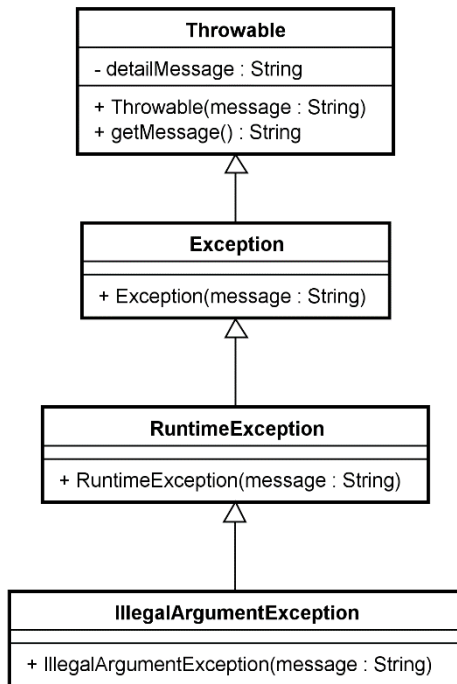 Throwable
- detailMessage : String
+ Throwable(message : String)
+ getMessage() : String
Exception
+ Exception(message : String)
RuntimeException
+ RuntimeException(message : String)
IllegalArgumentException
+ IllegalArgumentException(message : String)